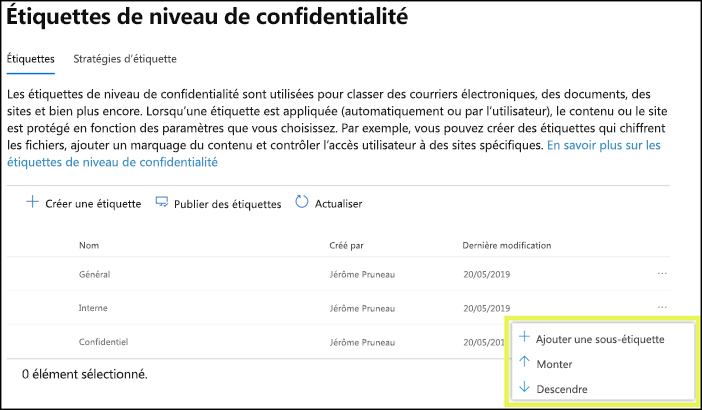 Étiquettes de niveau de confidentialité
Étiquettes Stratégies d'étiquette
Les étiquettes de niveau de confidentialité sont utilisées pour classer des courriers électroniques, des documents, des
sites et bien plus encore. Lorsqu'une étiquette est appliquée (automatiquement ou par l'utilisateur), le contenu ou le site
est protégé en fonction des paramètres que vous choisissez. Par exemple, vous pouvez créer des étiquettes qui chiffrent
les fichiers, ajouter un marquage du contenu et contrôler l'accès utilisateur à des sites spécifiques. En savoir plus sur les
étiquettes de niveau de confidentialité
Créer une étiquette Publier des étiquettes Actualiser
Nom Créé par Dernière modification
Général Jérôme Pruneau 20/05/2019 ...
Interne Jérôme Pruneau 20/05/2019 ...
Confidentiel Jérôme Pruneau 20/05/201
Ajouter une sous-étiquette
Monter
Descendre
0 élément sélectionné.